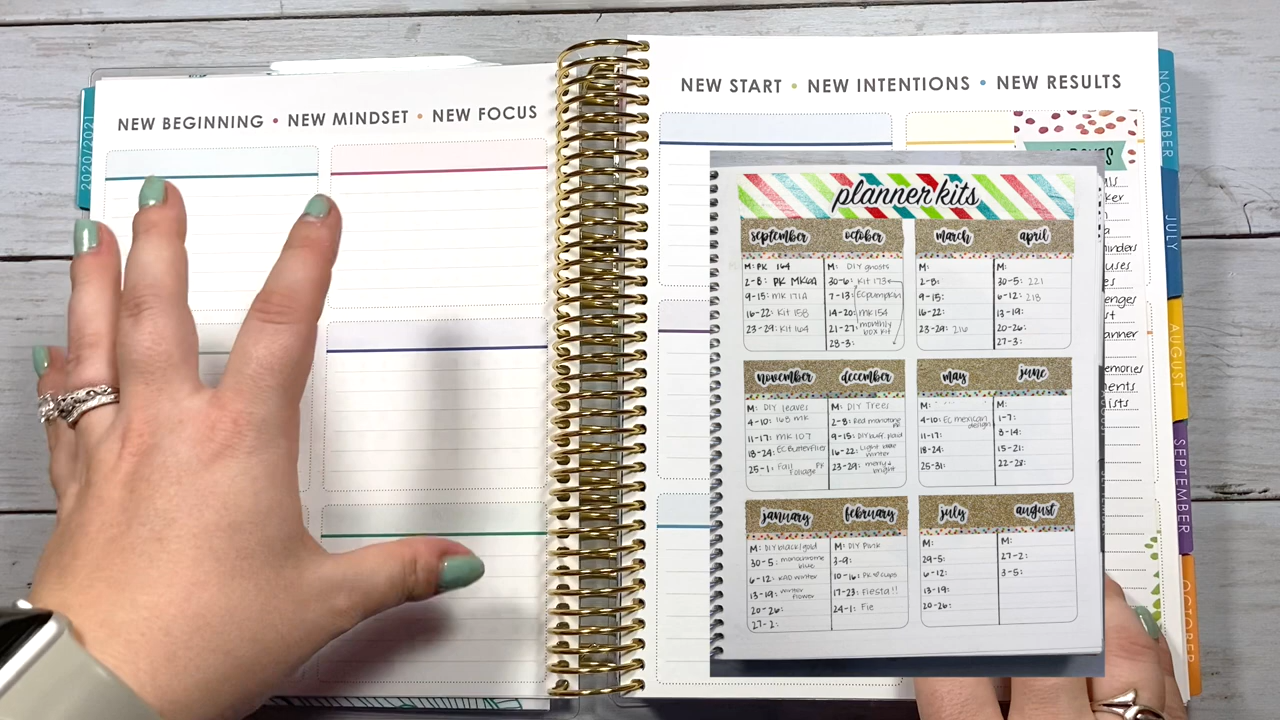 2020/2021
NEW BEGINNING • NEW MINDSET • NEW FOCUS
NEW START • NEW INTENTIONS • NEW RESULTS
planner kits
september october
M: PK 164
2-8: PK MK60A
9-15: MK 171A
16-22: Kit 158
23-29: Kit 164
M: DIY ghosts
30-6: Kit 173
7-13: EC pumpkin
14-20: MK 154
21-27: monthly
box kit
28-3:
march april
M:
2-8:
9-15:
16-22:
23-29: 216
M:
30-5: 221
6-12: 218
13-19:
20-26:
27-3:
november december
M: DIY leaves
4-10: 168 MK
11-17: MK 107
18-24: EC Butterflies
25-1: Fall
Foliage PK
M: DIY Trees
2-8: Red monotone
9-15: DIY buff. plaid
16-22: Light blue
winter
23-29: merry &
bright
may june
M:
4-10: EC mexican
design
11-17:
18-24:
25-31:
M:
1-7:
8-14:
15-21:
22-28:
january february
M: DIY black/gold
30-5: monochrome
blue
6-12: KAD winter
13-19: winter
flower
20-26:
27-2:
M: DIY Pink
3-9:
10-16: PK cups
17-23: Fiesta!!
24-1: Fie
july august
M:
29-5:
6-12:
13-19:
20-26:
M:
27-2:
3-5:
NOVEMBER
JULY
AUGUST
SEPTEMBER
OCTOBER